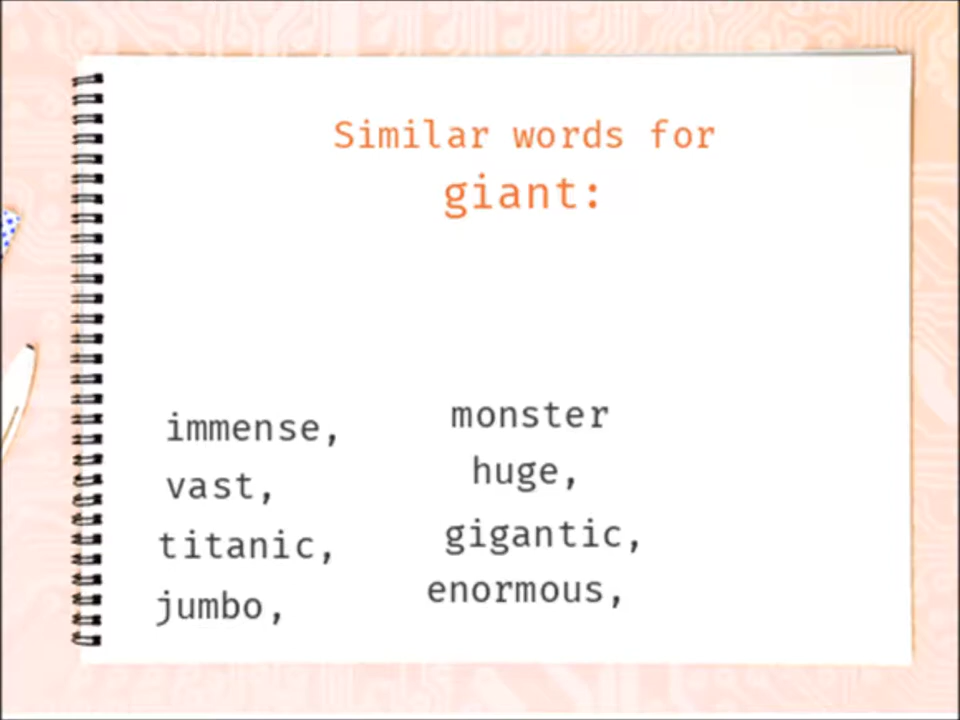 Similar words for
giant:
immense,
vast,
titanic,
jumbo,
monster
huge,
gigantic,
enormous,